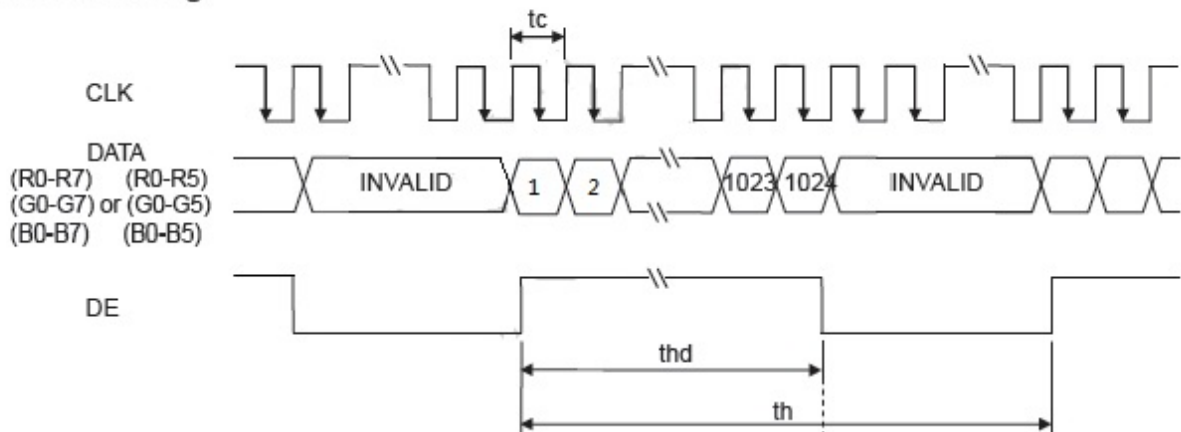 tc
CLK
DATA
(R0-R7) (R0-R5)
(G0-G7) or (G0-G5)
(B0-B7) (B0-B5)
INVALID 1 2 1023 1024 INVALID
DE
thd
th